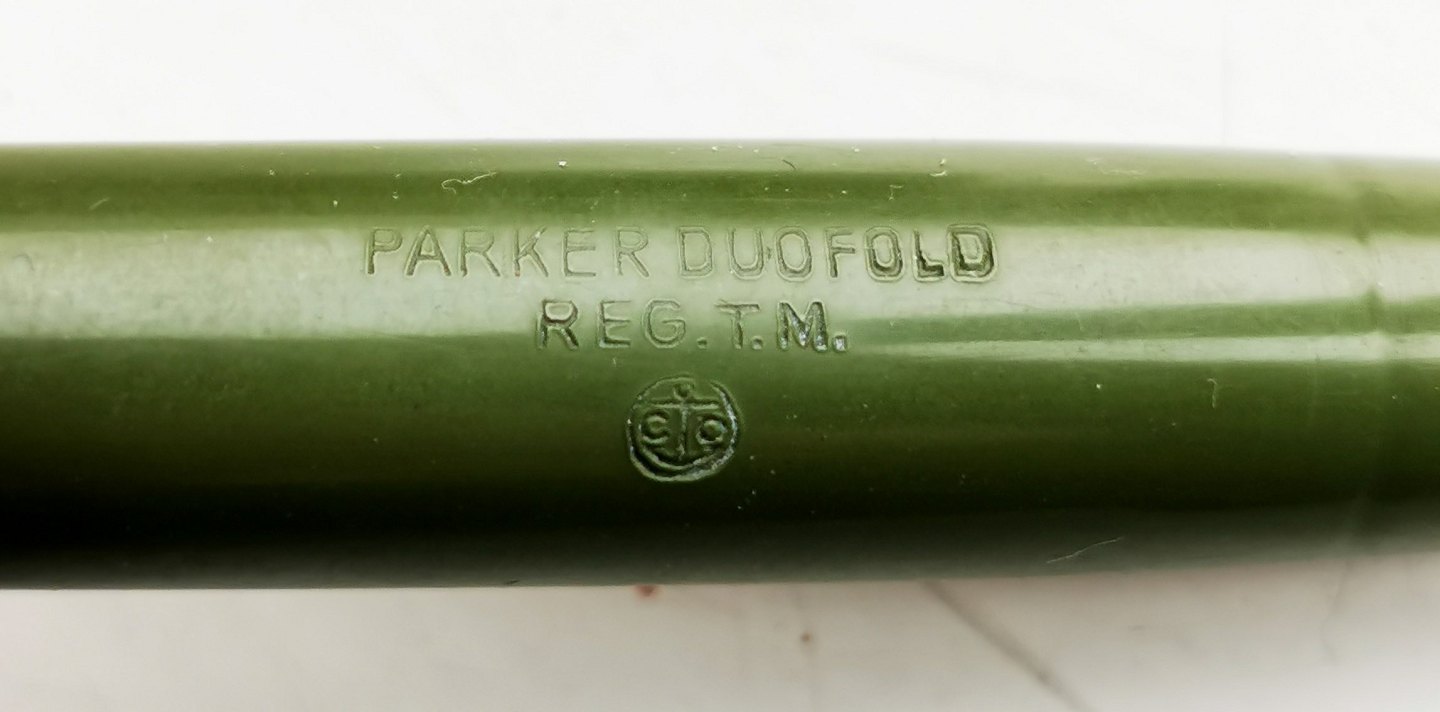 PARKER DUOFOLD
REG. T.M.